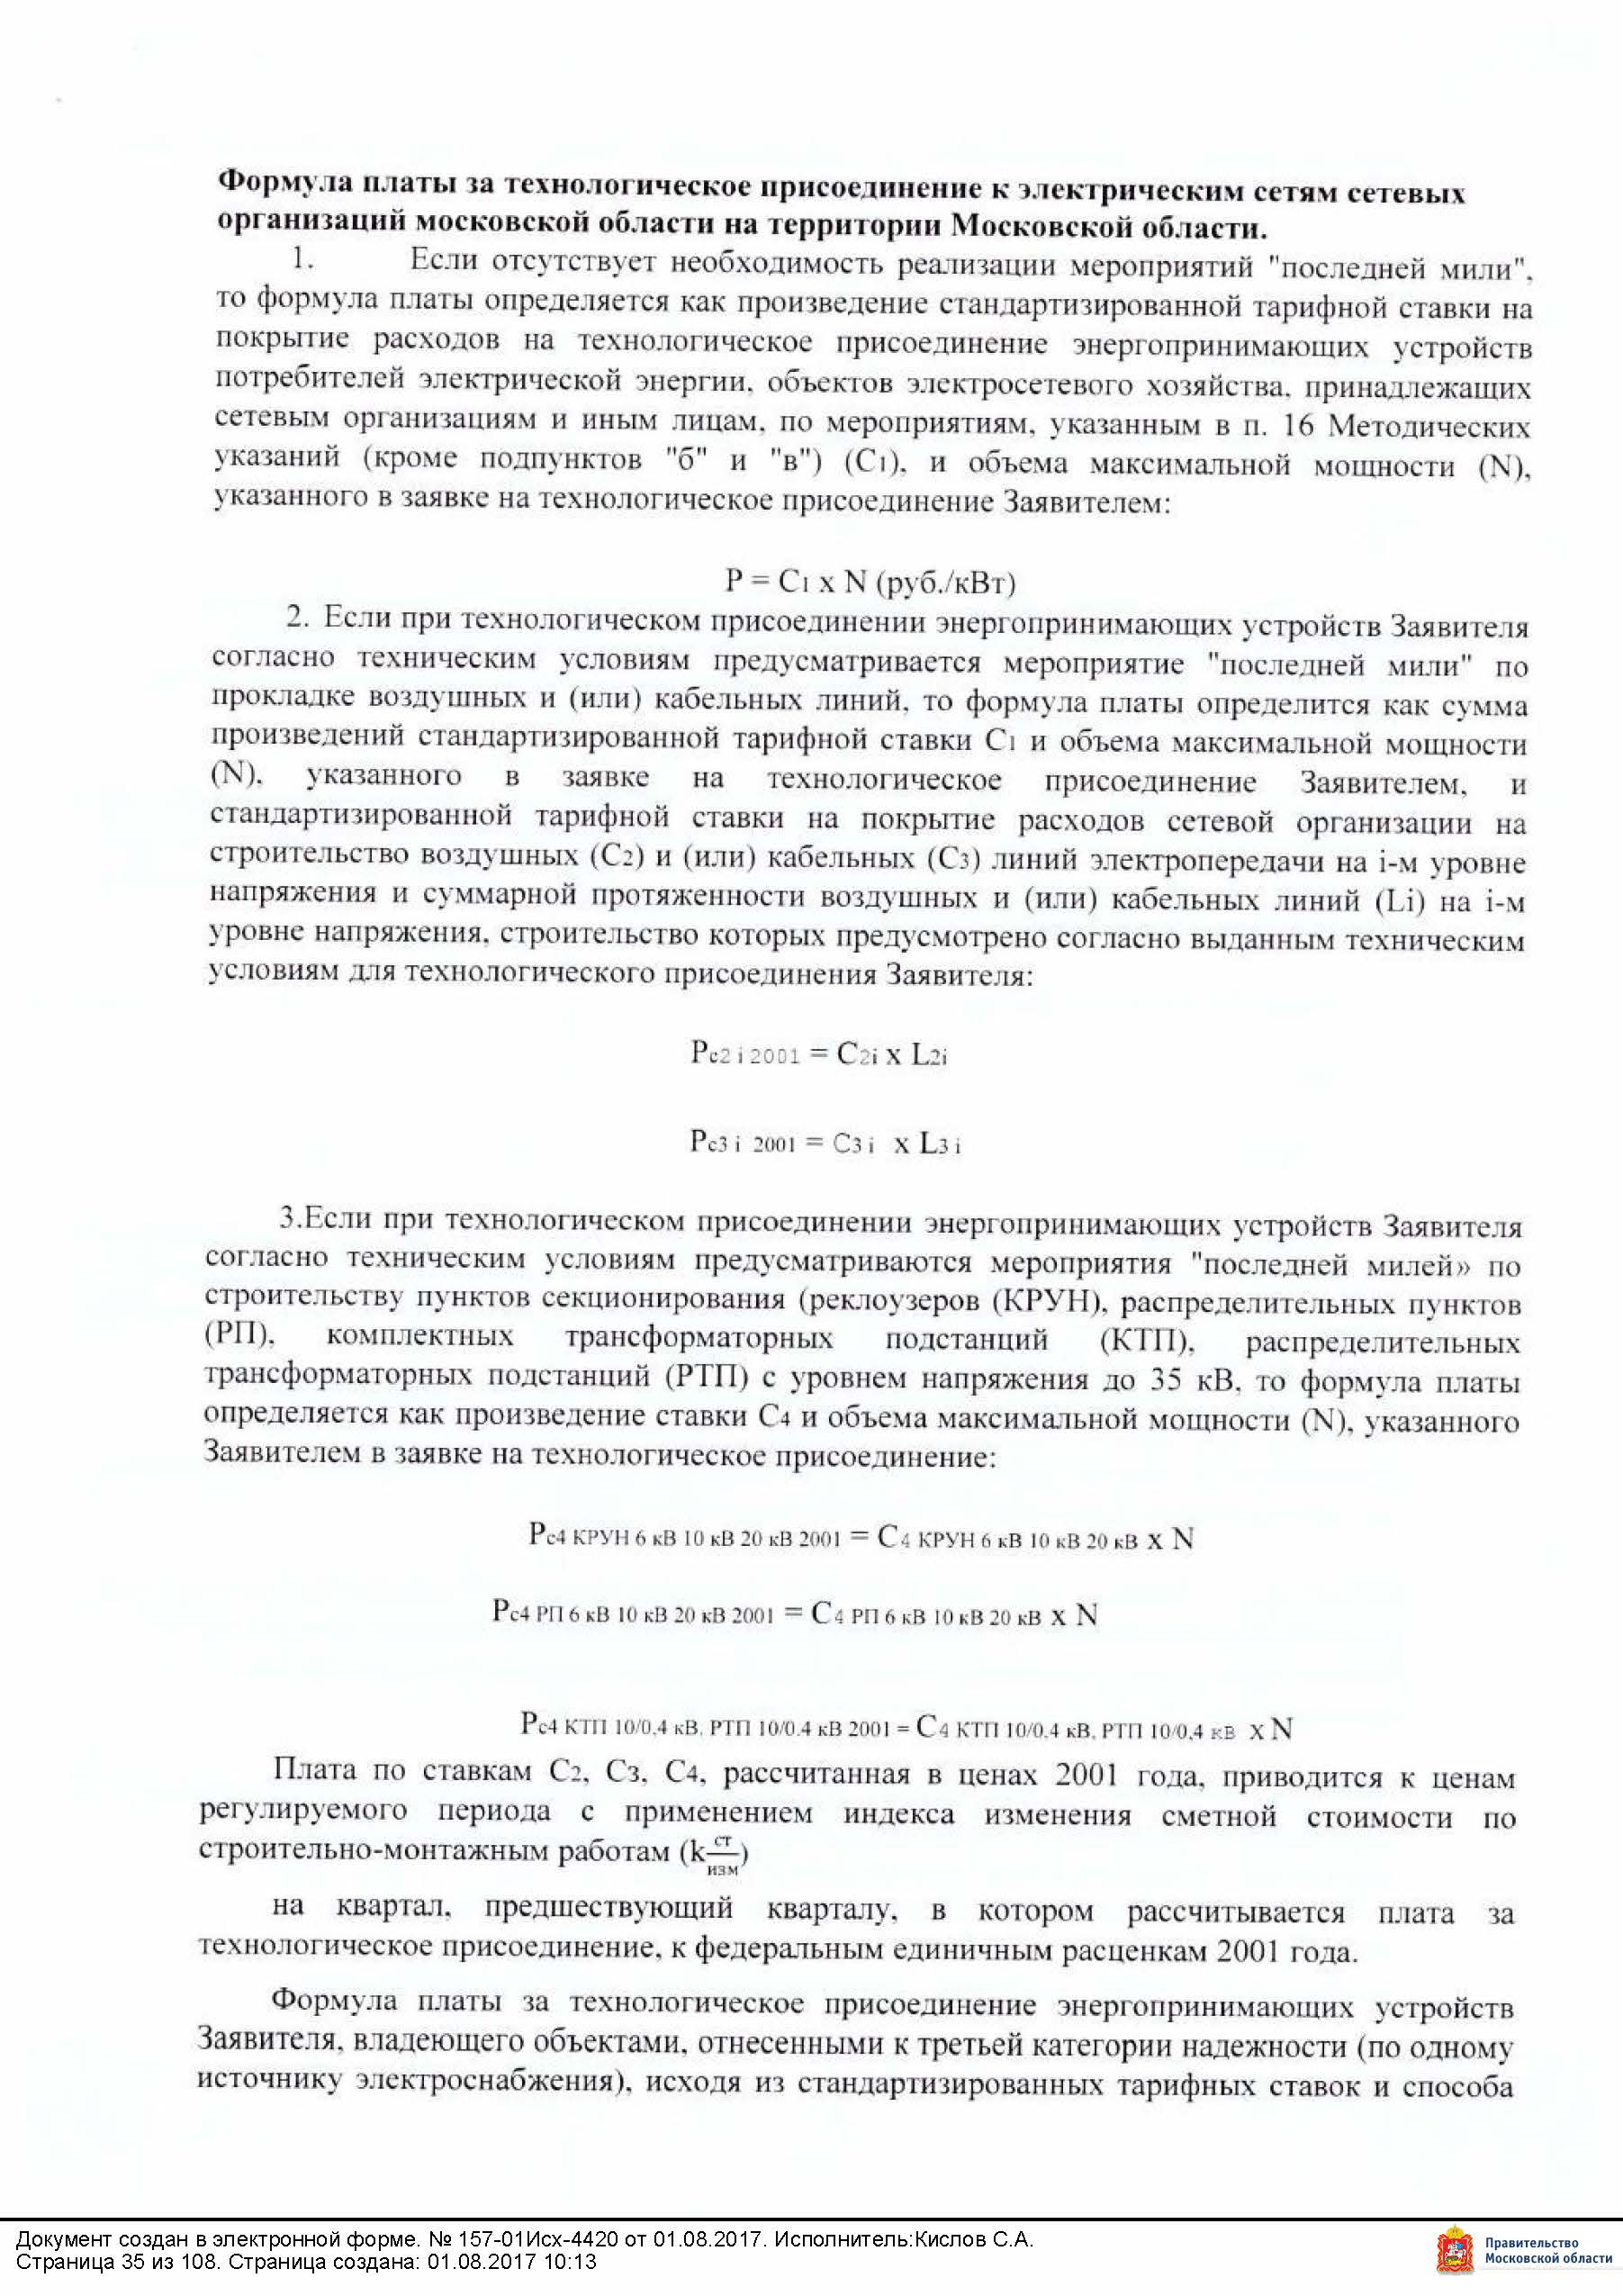 Формула платы за технологическое присоединение к электрическим сетям сетевых
организаций московской области на территории Московской области.
1. Если отсутствует необходимость реализации мероприятий "последней мили",
то формула платы определяется как произведение стандартизированной тарифной ставки на
покрытие расходов на технологическое присоединение энергопринимающих устройств
потребителей электрической энергии, объектов электросетевого хозяйства, принадлежащих
сетевым организациям и иным лицам, по мероприятиям, указанным в п. 16 Методических
указаний (кроме подпунктов "б" и "в") (C1), и объема максимальной мощности (N),
указанного в заявке на технологическое присоединение Заявителем:
P = C1 x N (руб./кВт)
2. Если при технологическом присоединении энергопринимающих устройств Заявителя
согласно техническим условиям предусматривается мероприятие "последней мили" по
прокладке воздушных и (или) кабельных линий, то формула платы определится как сумма
произведений стандартизированной тарифной ставки C1 и объема максимальной мощности
(N), указанного в заявке на технологическое присоединение Заявителем, и
стандартизированной тарифной ставки на покрытие расходов сетевой организации на
строительство воздушных (C2) и (или) кабельных (C3) линий электропередачи на i-м уровне
напряжения и суммарной протяженности воздушных и (или) кабельных линий (Li) на i-м
уровне напряжения, строительство которых предусмотрено согласно выданным техническим
условиям для технологического присоединения Заявителя:
Pc2 i 2001 = C2i x L2i
Pc3 i 2001 = C3 i x L3 i
3.Если при технологическом присоединении энергопринимающих устройств Заявителя
согласно техническим условиям предусматриваются мероприятия "последней милей» по
строительству пунктов секционирования (реклоузеров (КРУН), распределительных пунктов
(РП), комплектных трансформаторных подстанций (КТП), распределительных
трансформаторных подстанций (РТП) с уровнем напряжения до 35 кВ, то формула платы
определяется как произведение ставки C4 и объема максимальной мощности (N), указанного
Заявителем в заявке на технологическое присоединение:
Pc4 КРУН 6 кВ 10 кВ 20 кВ 2001 = C4 КРУН 6 кВ 10 кВ 20 кВ x N
Pc4 РП 6 кВ 10 кВ 20 кВ 2001 = C4 РП 6 кВ 10 кВ 20 кВ x N
Pc4 КТП 10/0,4 кВ, РТП 10/0.4 кВ 2001 = C4 КТП 10/0.4 кВ, РТП 10/0,4 кВ x N
Плата по ставкам C2, C3, C4, рассчитанная в ценах 2001 года, приводится к ценам
регулируемого периода с применением индекса изменения сметной стоимости по
строительно-монтажным работам (k ст/изм)
на квартал, предшествующий кварталу, в котором рассчитывается плата за
технологическое присоединение, к федеральным единичным расценкам 2001 года.
Формула платы за технологическое присоединение энергопринимающих устройств
Заявителя, владеющего объектами, отнесенными к третьей категории надежности (по одному
источнику электроснабжения), исходя из стандартизированных тарифных ставок и способа
Документ создан в электронной форме. № 157-01Исх-4420 от 01.08.2017. Исполнитель:Кислов С.А.
Страница 35 из 108. Страница создана: 01.08.2017 10:13
Правительство
Московской области